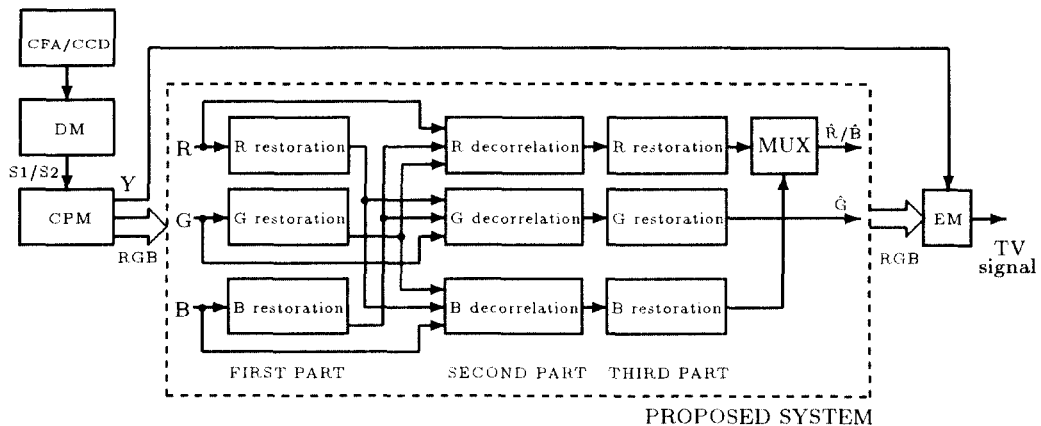 CFA/CCD
DM
S1/S2
Y
CPM
RGB
R
R restoration
R decorrelation
R restoration
MUX
R̂/B̂
G
G restoration
G decorrelation
G restoration
Ĝ
B
B restoration
B decorrelation
B restoration
RGB
EM
TV
signal
FIRST PART
SECOND PART
THIRD PART
PROPOSED SYSTEM